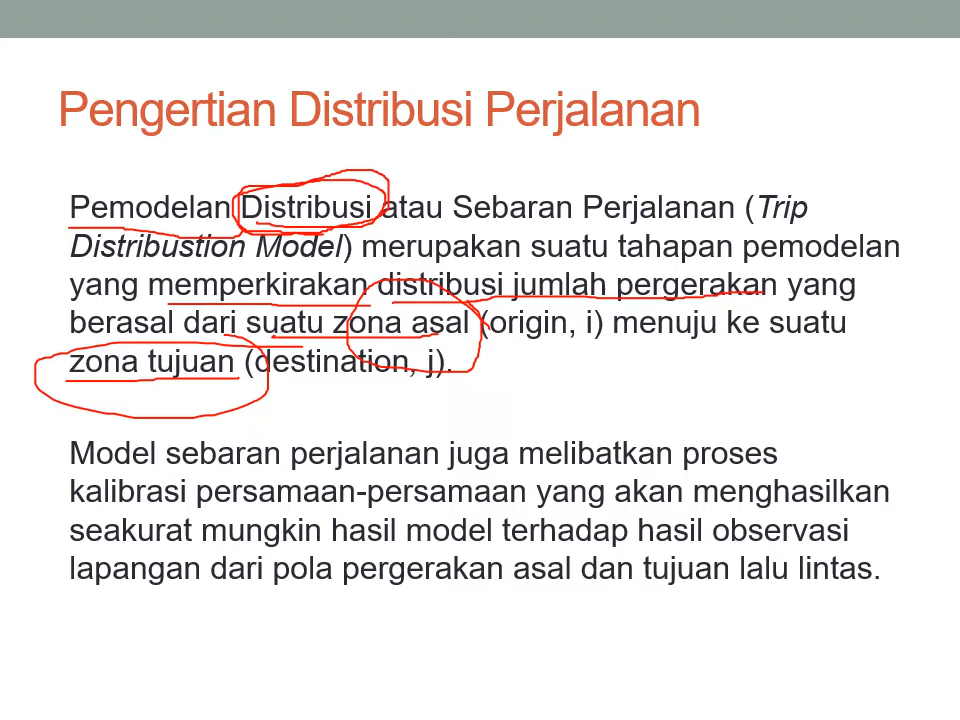 Pengertian Distribusi Perjalanan
Pemodelan Distribusi atau Sebaran Perjalanan (Trip
Distribustion Model) merupakan suatu tahapan pemodelan
yang memperkirakan distribusi jumlah pergerakan yang
berasal dari suatu zona asal (origin, i) menuju ke suatu
zona tujuan (destination, j).
Model sebaran perjalanan juga melibatkan proses
kalibrasi persamaan-persamaan yang akan menghasilkan
seakurat mungkin hasil model terhadap hasil observasi
lapangan dari pola pergerakan asal dan tujuan lalu lintas.